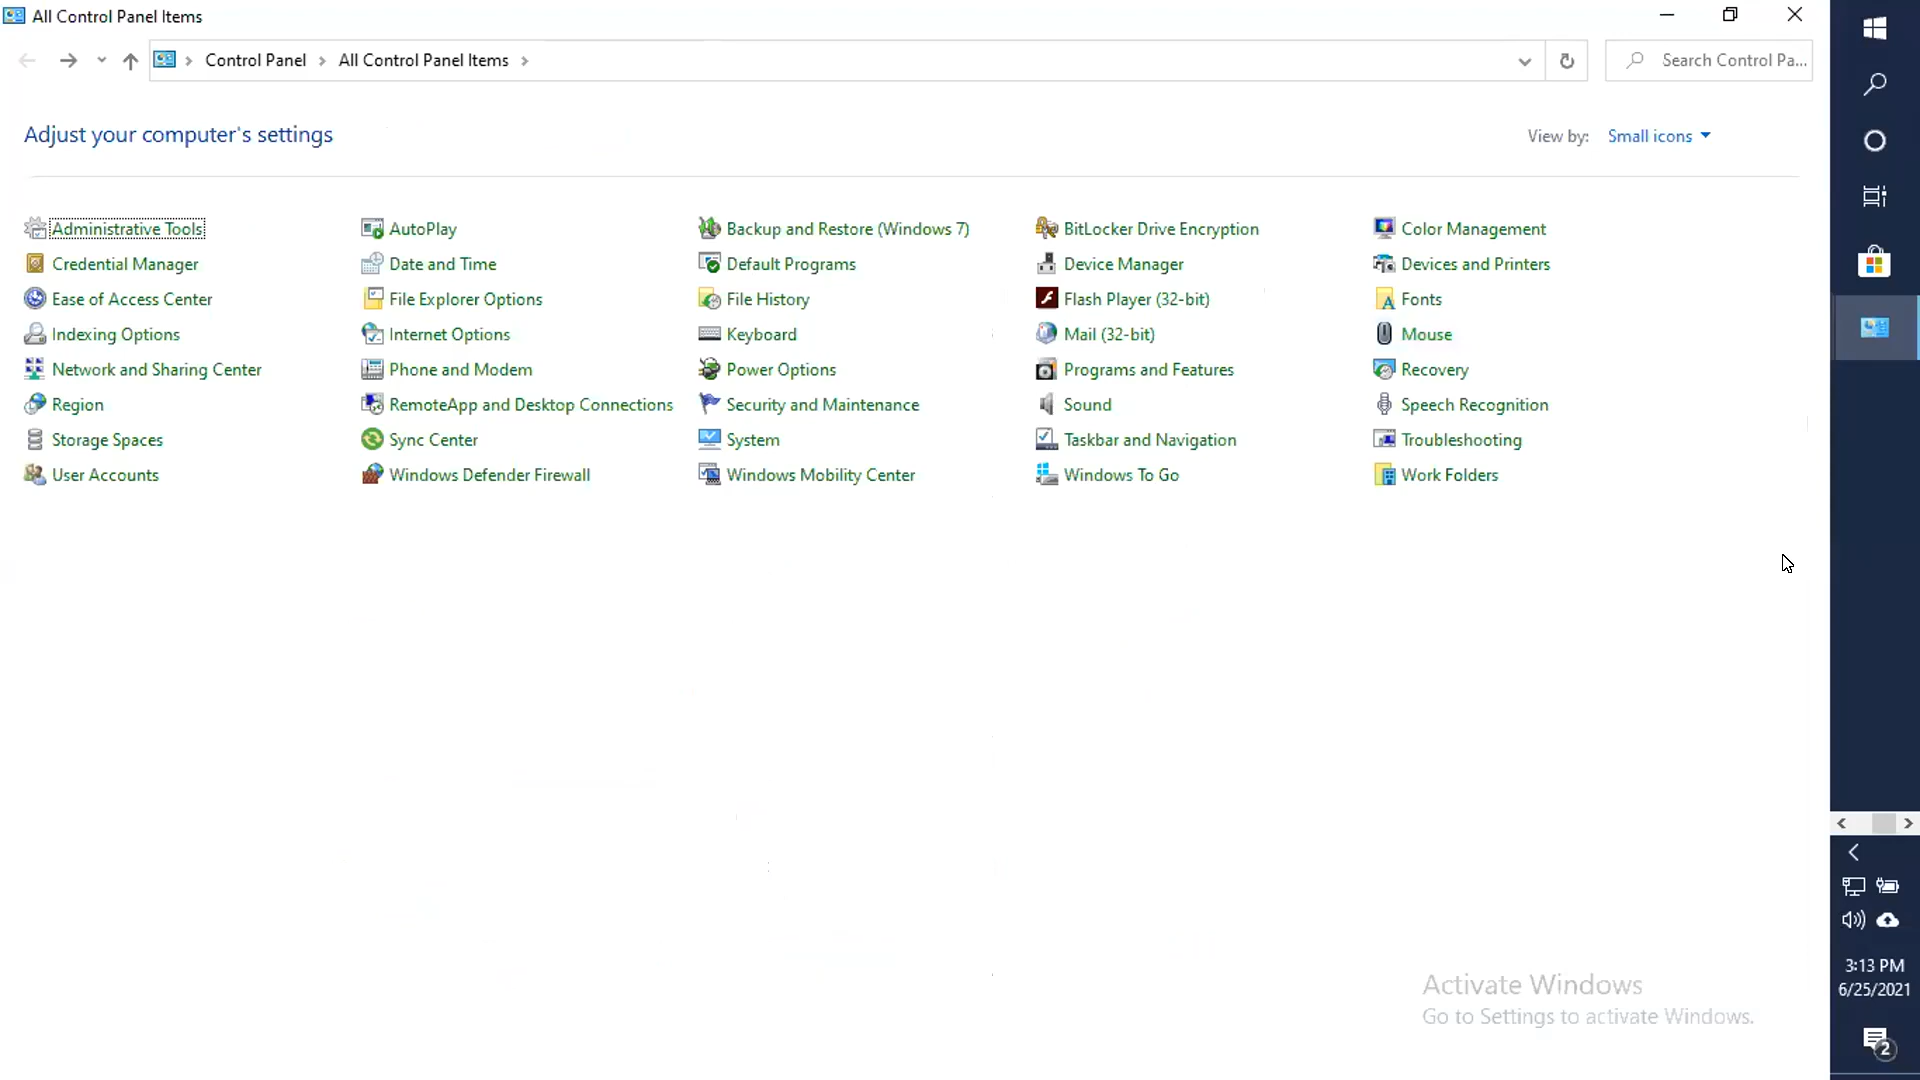 All Control Panel Items
Control Panel > All Control Panel Items >
Search Control Pa...
Adjust your computer's settings
View by: Small icons
Administrative Tools AutoPlay Backup and Restore (Windows 7) BitLocker Drive Encryption Color Management
Credential Manager Date and Time Default Programs Device Manager Devices and Printers
Ease of Access Center File Explorer Options File History Flash Player (32-bit) Fonts
Indexing Options Internet Options Keyboard Mail (32-bit) Mouse
Network and Sharing Center Phone and Modem Power Options Programs and Features Recovery
Region RemoteApp and Desktop Connections Security and Maintenance Sound Speech Recognition
Storage Spaces Sync Center System Taskbar and Navigation Troubleshooting
User Accounts Windows Defender Firewall Windows Mobility Center Windows To Go Work Folders
Activate Windows
Go to Settings to activate Windows.
3:13 PM
6/25/2021
2